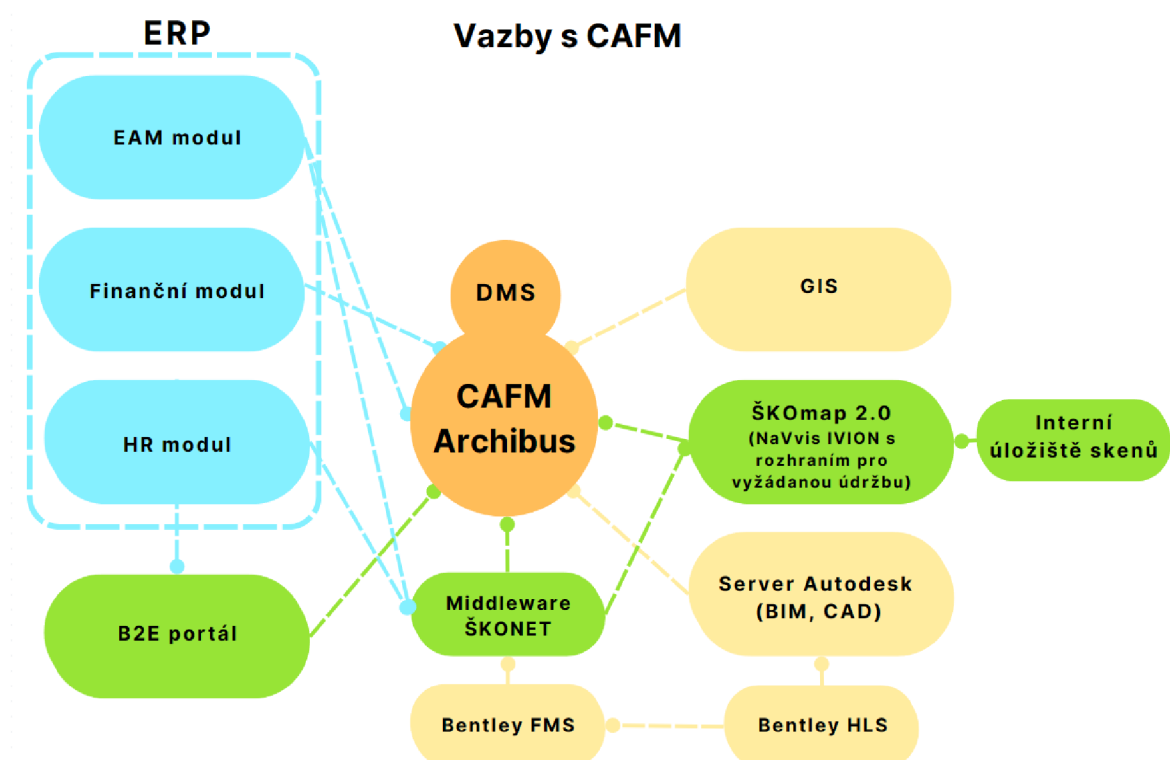 ERP
Vazby s CAFM
EAM modul
Finanční modul
HR modul
B2E portál
DMS
CAFM
Archibus
Middleware
ŠKONET
Bentley FMS
GIS
ŠKOmap 2.0
(NaVvis IVION s
rozhraním pro
vyžádanou údržbu)
Interní
úložiště skenů
Server Autodesk
(BIM, CAD)
Bentley HLS